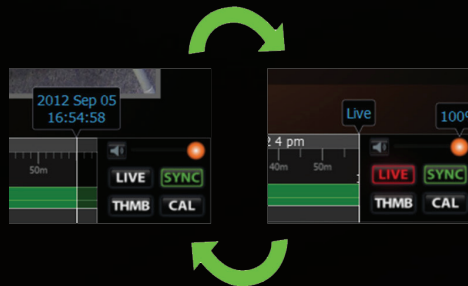 2012 Sep 05
16:54:58
50m
LIVE SYNC
THMB CAL
Live
100%
2 4 pm
40m 50m
LIVE SYNC
THMB CAL